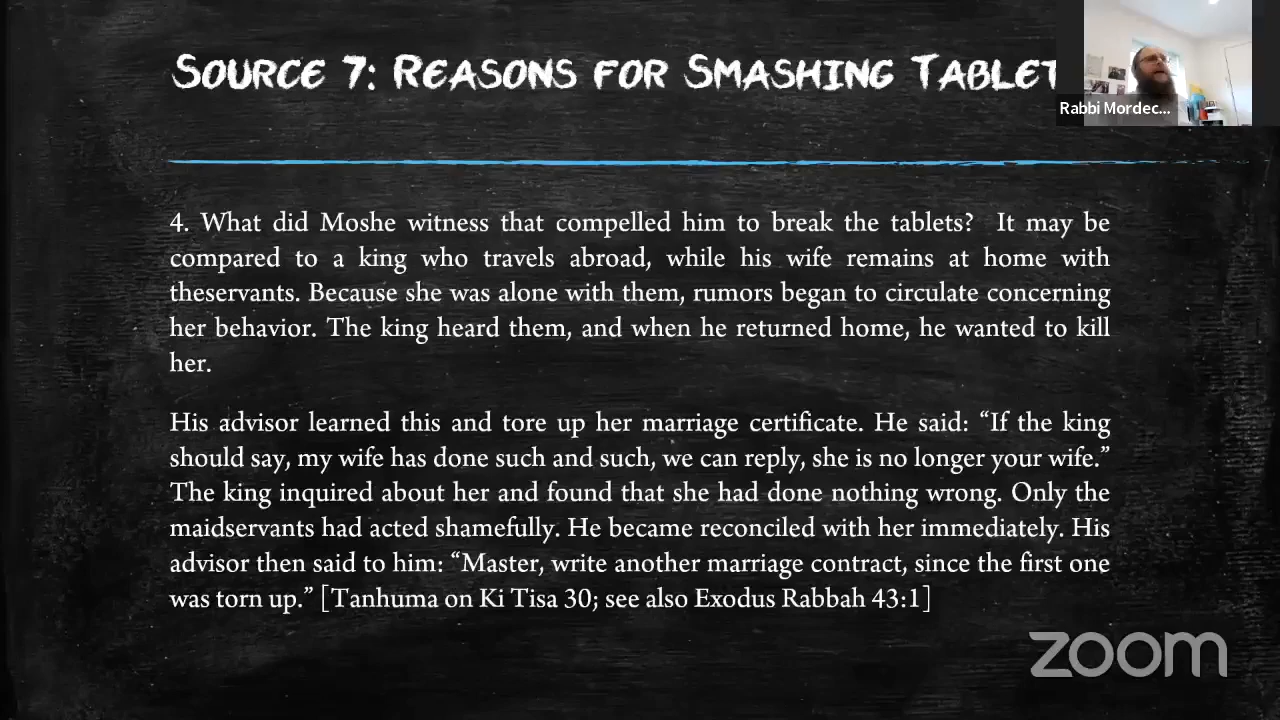 Source 7: Reasons for Smashing Tablet
Rabbi Mordec...
4. What did Moshe witness that compelled him to break the tablets? It may be
compared to a king who travels abroad, while his wife remains at home with
theservants. Because she was alone with them, rumors began to circulate concerning
her behavior. The king heard them, and when he returned home, he wanted to kill
her.
His advisor learned this and tore up her marriage certificate. He said: “If the king
should say, my wife has done such and such, we can reply, she is no longer your wife.”
The king inquired about her and found that she had done nothing wrong. Only the
maidservants had acted shamefully. He became reconciled with her immediately. His
advisor then said to him: “Master, write another marriage contract, since the first one
was torn up.” [Tanhuma on Ki Tisa 30; see also Exodus Rabbah 43:1]
zoom